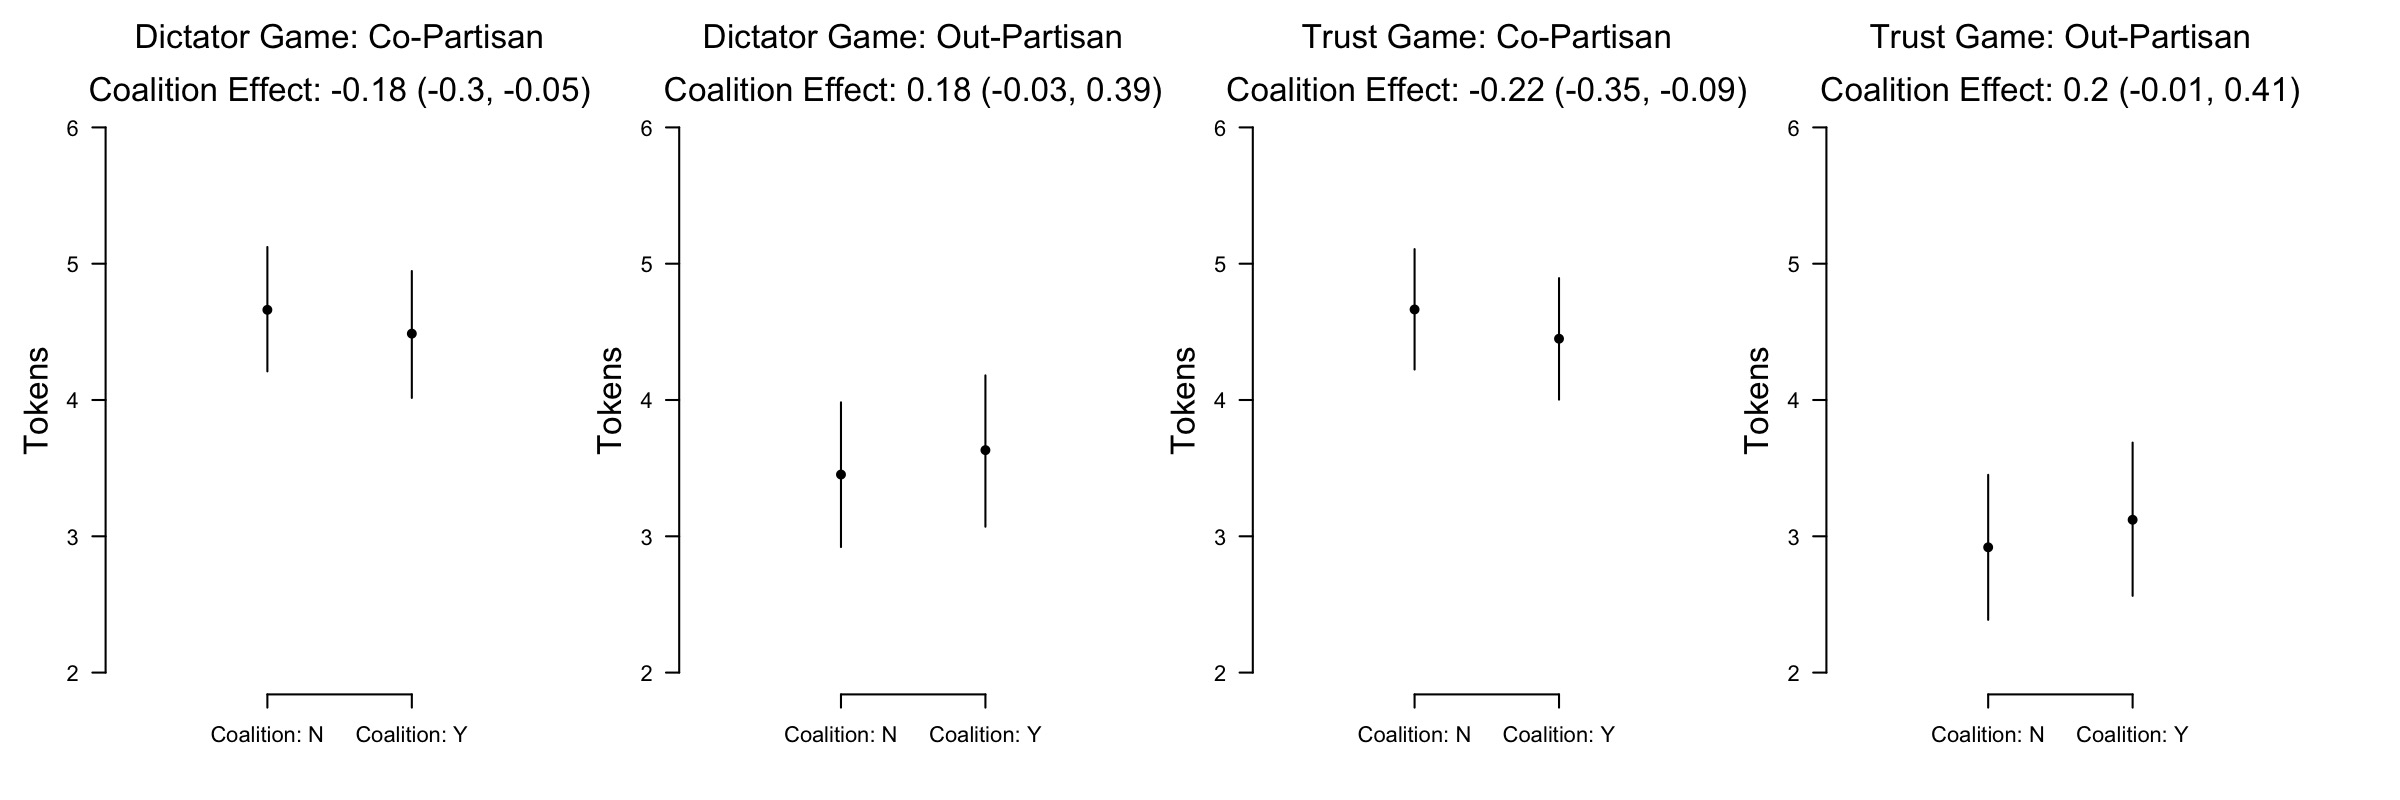 Dictator Game: Co-Partisan
Coalition Effect: -0.18 (-0.3, -0.05)
6
5
4
3
2
Tokens
Coalition: N
Coalition: Y
Dictator Game: Out-Partisan
Coalition Effect: 0.18 (-0.03, 0.39)
6
5
4
3
2
Tokens
Coalition: N
Coalition: Y
Trust Game: Co-Partisan
Coalition Effect: -0.22 (-0.35, -0.09)
6
5
4
3
2
Tokens
Coalition: N
Coalition: Y
Trust Game: Out-Partisan
Coalition Effect: 0.2 (-0.01, 0.41)
6
5
4
3
2
Tokens
Coalition: N
Coalition: Y